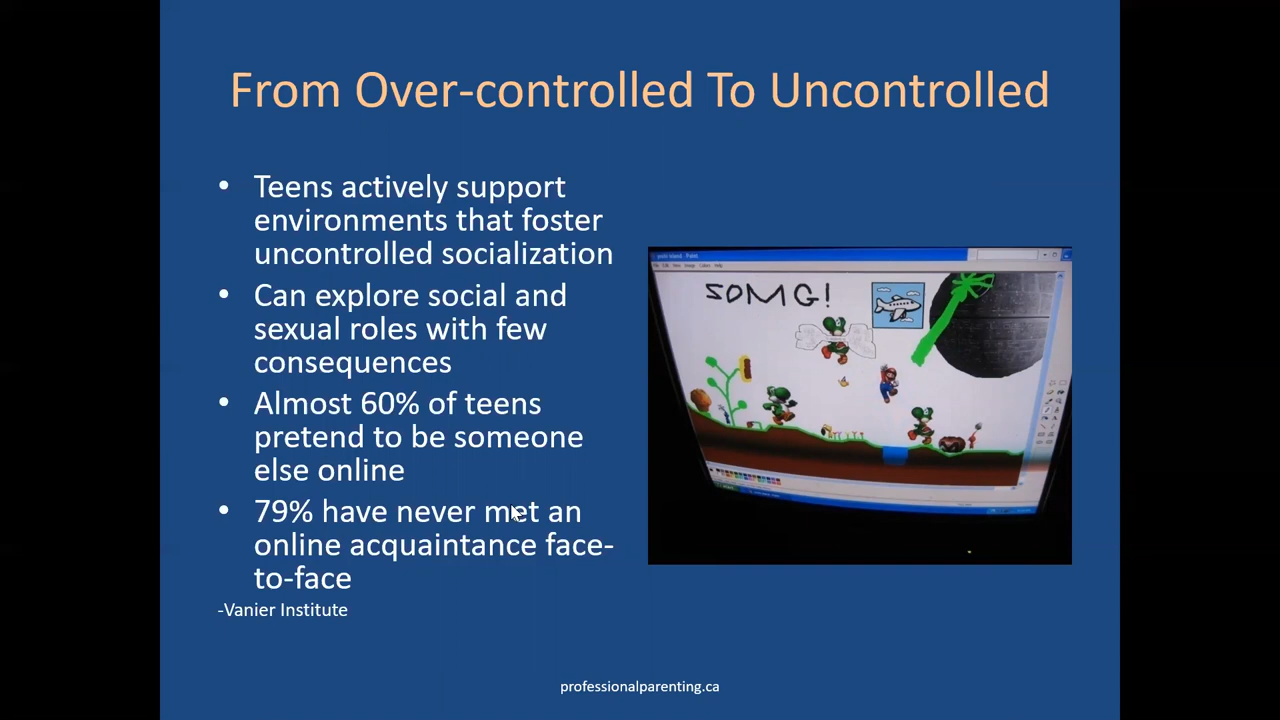 From Over-controlled To Uncontrolled
• Teens actively support
environments that foster
uncontrolled socialization
• Can explore social and
sexual roles with few
consequences
• Almost 60% of teens
pretend to be someone
else online
• 79% have never met an
online acquaintance face-
to-face
-Vanier Institute
ZOMG!
professionalparenting.ca